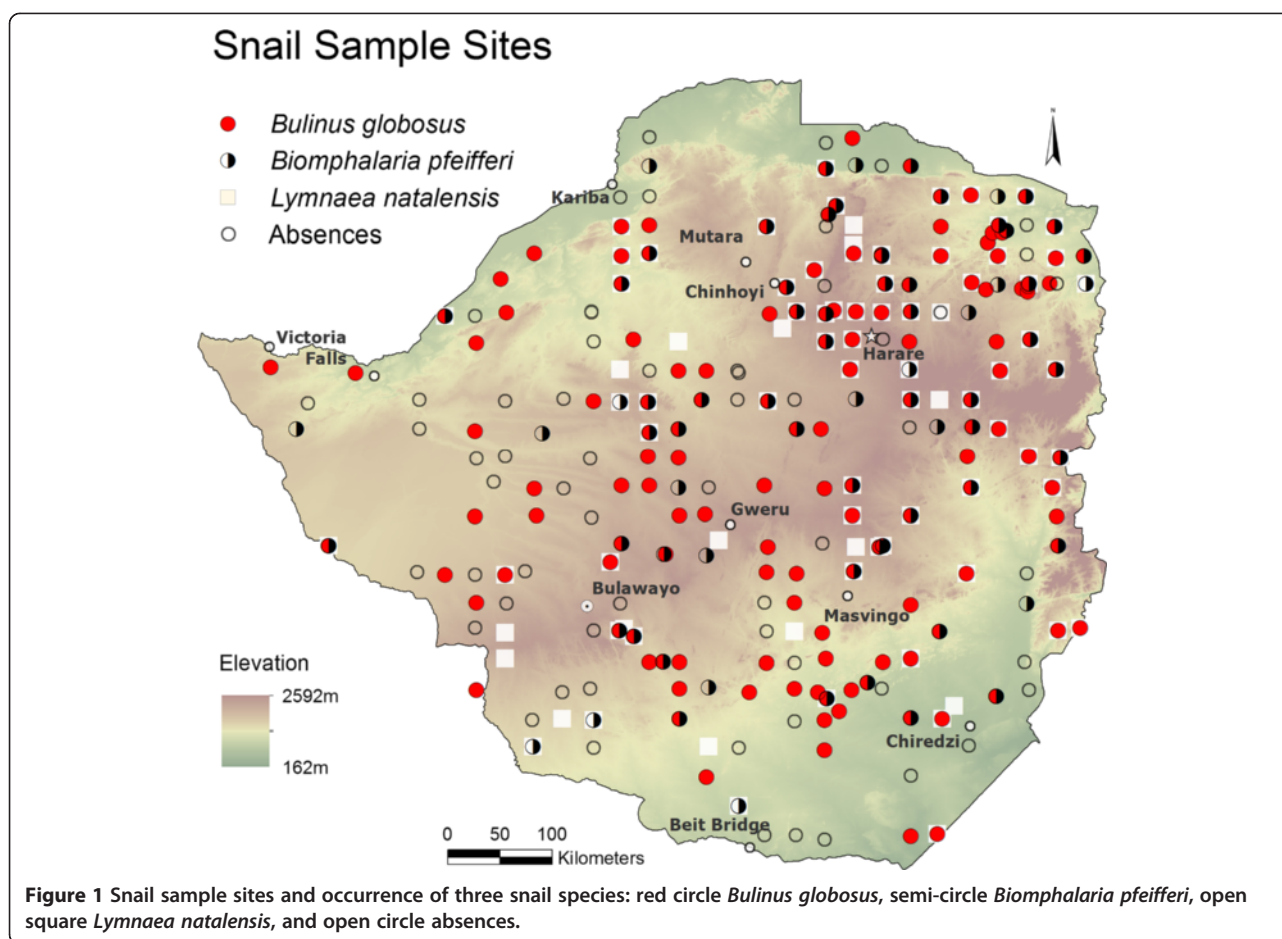 Snail Sample Sites
Bulinus globosus
Biomphalaria pfeifferi
Lymnaea natalensis
Absences
N
Kariba
Mutara
Chinhoyi
Victoria
Falls
Harare
Gweru
Bulawayo
Masvingo
Elevation
2592m
162m
Chiredzi
Beit Bridge
0 50 100
Kilometers
Figure 1 Snail sample sites and occurrence of three snail species: red circle Bulinus globosus, semi-circle Biomphalaria pfeifferi, open
square Lymnaea natalensis, and open circle absences.